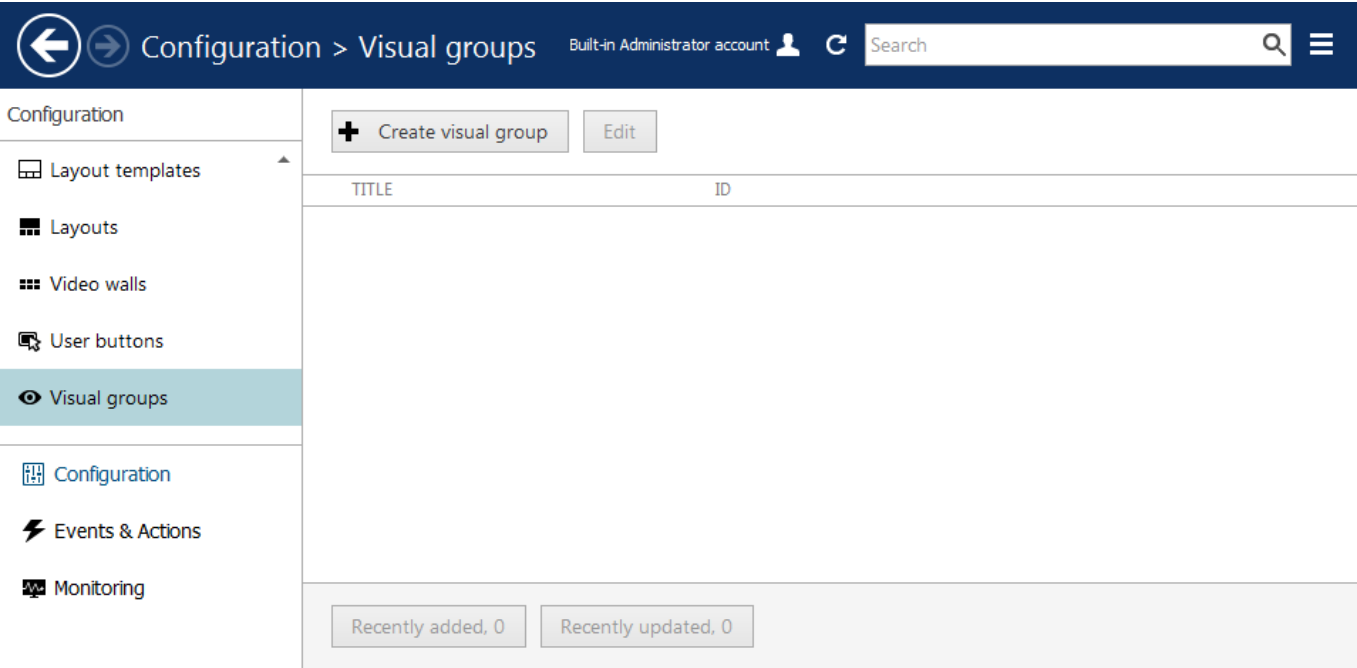 Configuration > Visual groups
Built-in Administrator account
Search
Configuration
Layout templates
Layouts
Video walls
User buttons
Visual groups
Configuration
Events & Actions
Monitoring
Create visual group
Edit
TITLE ID
Recently added, 0
Recently updated, 0